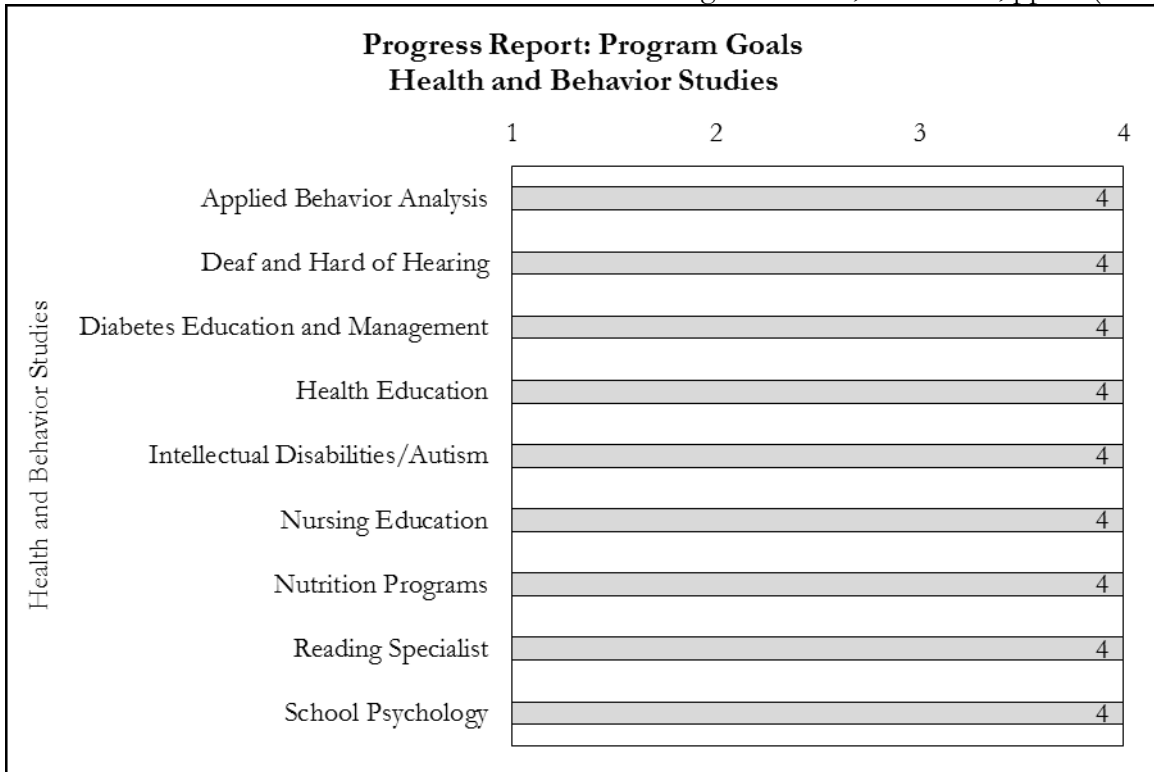 Progress Report: Program Goals
Health and Behavior Studies
1 2 3 4
Health and Behavior Studies
Applied Behavior Analysis 4
Deaf and Hard of Hearing 4
Diabetes Education and Management 4
Health Education 4
Intellectual Disabilities/Autism 4
Nursing Education 4
Nutrition Programs 4
Reading Specialist 4
School Psychology 4